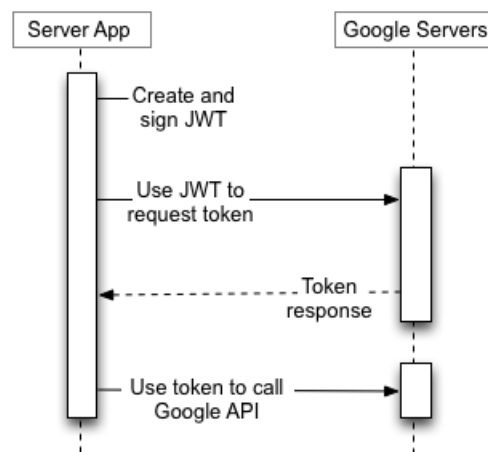 Server App
Google Servers
Create and
sign JWT
Use JWT to
request token
Token
response
Use token to call
Google API